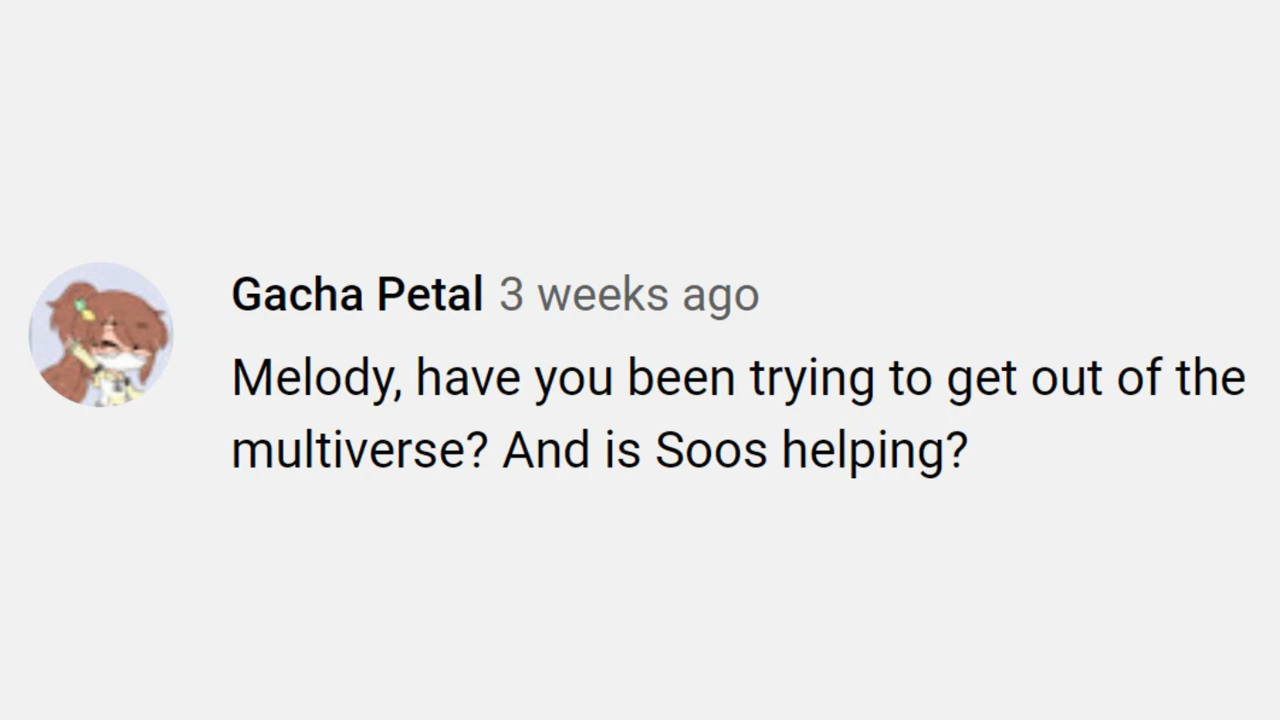 Gacha Petal 3 weeks ago
Melody, have you been trying to get out of the
multiverse? And is Soos helping?